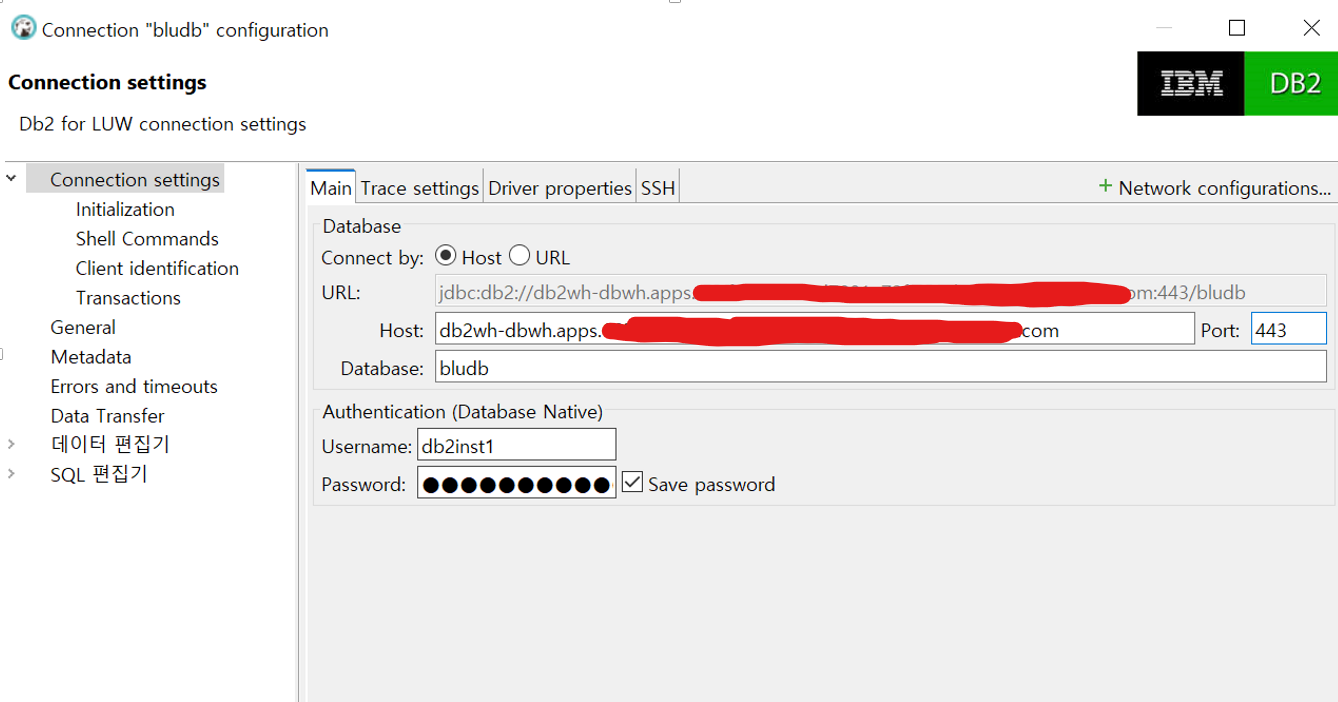 Connection "bludb" configuration
Connection settings
Db2 for LUW connection settings
IBM DB2
Connection settings
Initialization
Shell Commands
Client identification
Transactions
General
Metadata
Errors and timeouts
Data Transfer
데이터 편집기
SQL 편집기
Main Trace settings Driver properties SSH + Network configurations...
Database
Connect by: Host URL
URL: jdbc:db2://db2wh-dbwh.apps. om:443/bludb
Host: db2wh-dbwh.apps. .com Port: 443
Database: bludb
Authentication (Database Native)
Username: db2inst1
Password: ●●●●●●●●●● Save password